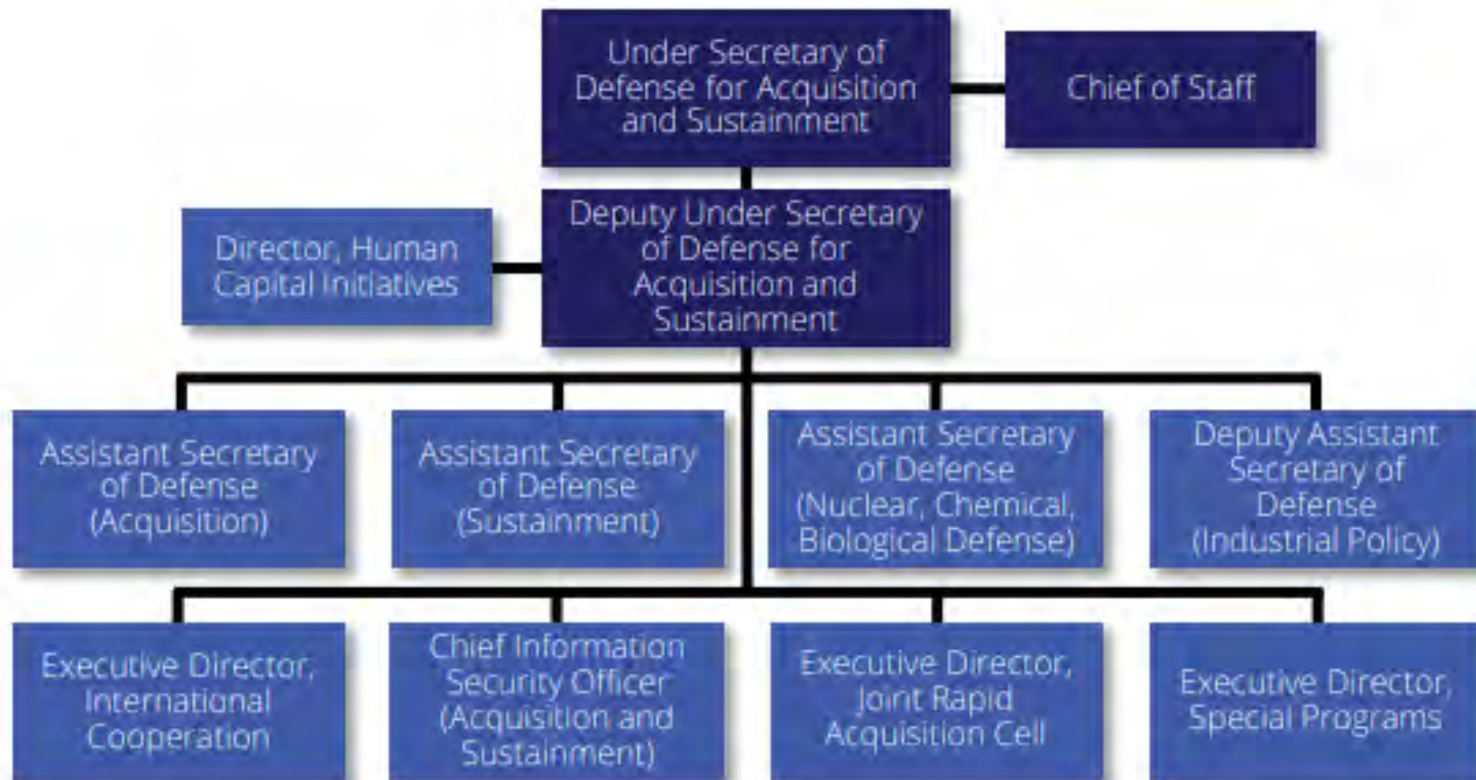 Under Secretary of
Defense for Acquisition
and Sustainment
Chief of Staff
Director, Human
Capital Initiatives
Deputy Under Secretary
of Defense for
Acquisition and
Sustainment
Assistant Secretary
of Defense
(Acquisition)
Assistant Secretary
of Defense
(Sustainment)
Assistant Secretary
of Defense
(Nuclear, Chemical,
Biological Defense)
Deputy Assistant
Secretary of
Defense
(Industrial Policy)
Executive Director,
International
Cooperation
Chief Information
Security Officer
(Acquisition and
Sustainment)
Executive Director,
Joint Rapid
Acquisition Cell
Executive Director,
Special Programs